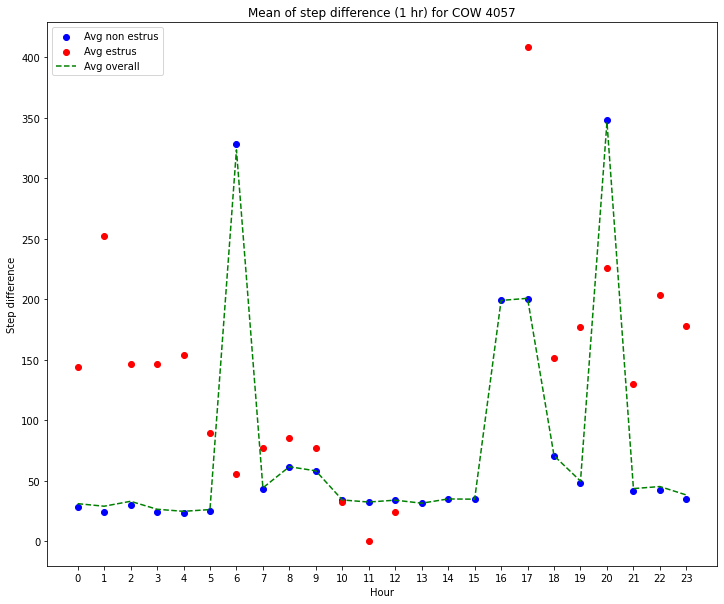 Mean of step difference (1 hr) for COW 4057
Avg non estrus
Avg estrus
Avg overall
400
350
300
250
200
150
100
50
0
Step difference
0 1 2 3 4 5 6 7 8 9 10 11 12 13 14 15 16 17 18 19 20 21 22 23
Hour